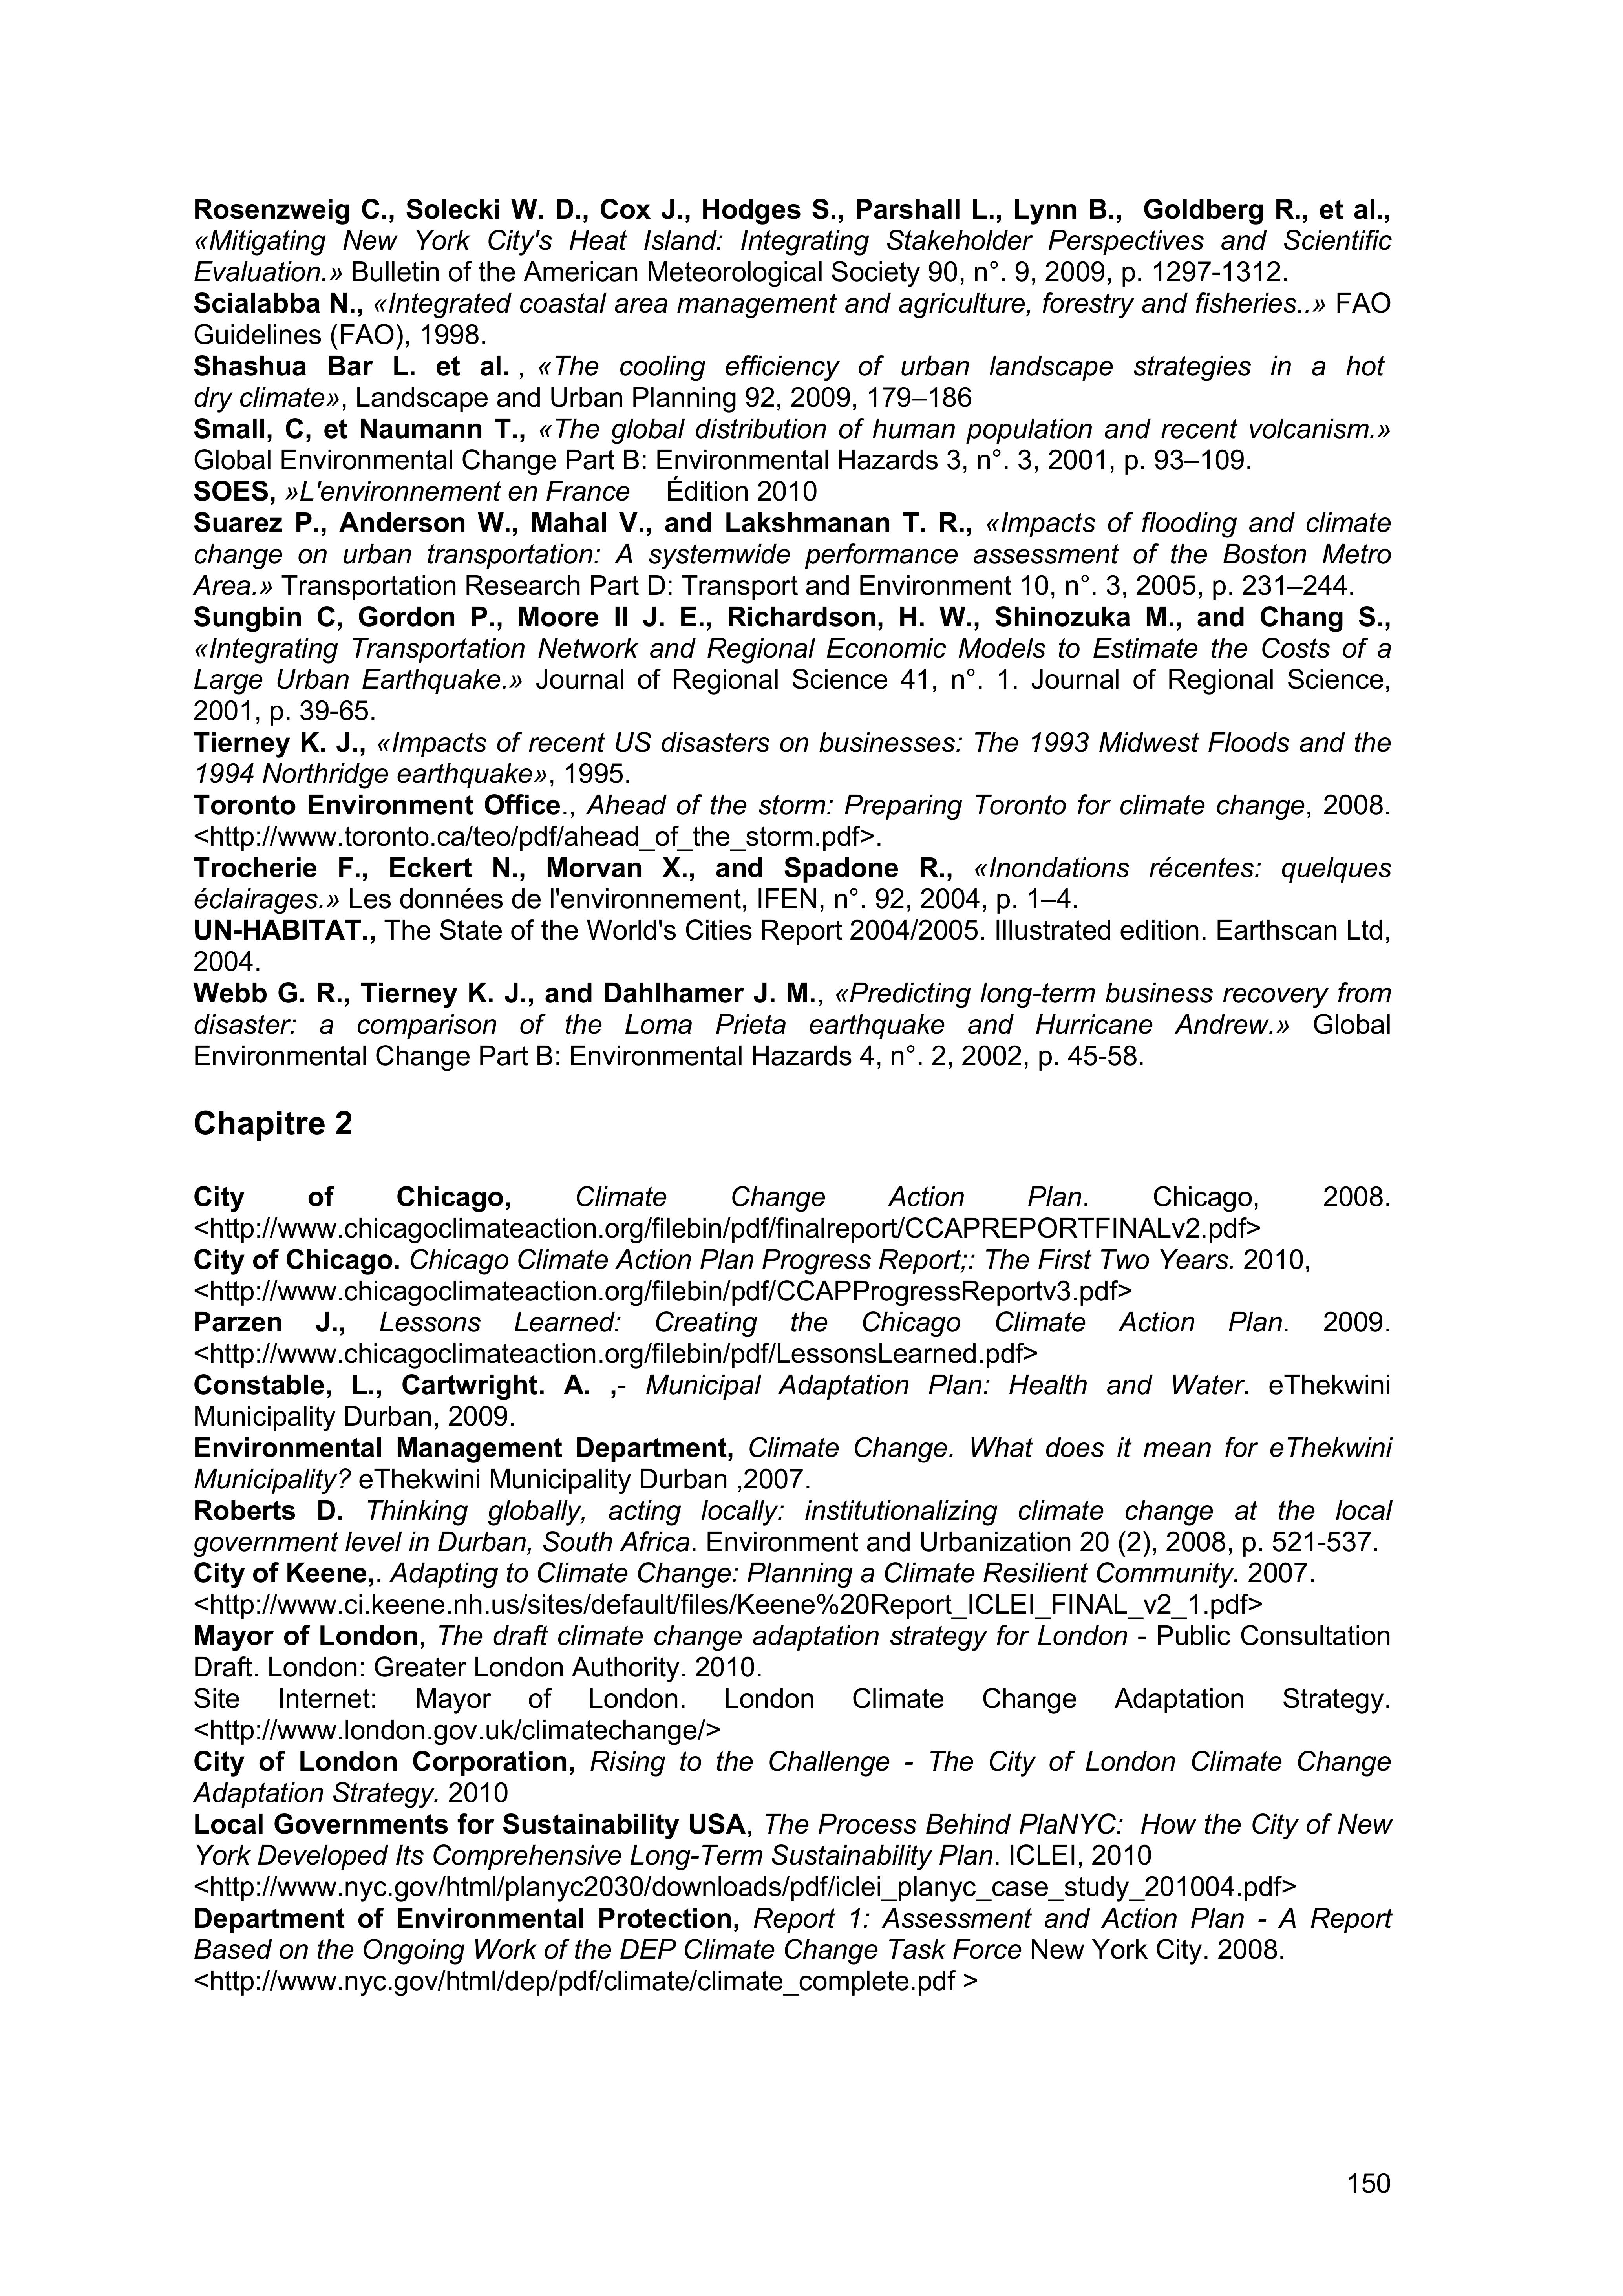 Rosenzweig C., Solecki W. D., Cox J., Hodges S., Parshall L., Lynn B., Goldberg R., et al.,
«Mitigating New York City's Heat Island: Integrating Stakeholder Perspectives and Scientific
Evaluation.» Bulletin of the American Meteorological Society 90, n°. 9, 2009, p. 1297-1312.
Scialabba N., «Integrated coastal area management and agriculture, forestry and fisheries..» FAO
Guidelines (FAO), 1998.
Shashua Bar L. et al. , «The cooling efficiency of urban landscape strategies in a hot
dry climate», Landscape and Urban Planning 92, 2009, 179–186
Small, C, et Naumann T., «The global distribution of human population and recent volcanism.»
Global Environmental Change Part B: Environmental Hazards 3, n°. 3, 2001, p. 93–109.
SOES, »L'environnement en France Édition 2010
Suarez P., Anderson W., Mahal V., and Lakshmanan T. R., «Impacts of flooding and climate
change on urban transportation: A systemwide performance assessment of the Boston Metro
Area.» Transportation Research Part D: Transport and Environment 10, n°. 3, 2005, p. 231–244.
Sungbin C, Gordon P., Moore II J. E., Richardson, H. W., Shinozuka M., and Chang S.,
«Integrating Transportation Network and Regional Economic Models to Estimate the Costs of a
Large Urban Earthquake.» Journal of Regional Science 41, n°. 1. Journal of Regional Science,
2001, p. 39-65.
Tierney K. J., «Impacts of recent US disasters on businesses: The 1993 Midwest Floods and the
1994 Northridge earthquake», 1995.
Toronto Environment Office., Ahead of the storm: Preparing Toronto for climate change, 2008.
<http://www.toronto.ca/teo/pdf/ahead_of_the_storm.pdf>.
Trocherie F., Eckert N., Morvan X., and Spadone R., «Inondations récentes: quelques
éclairages.» Les données de l'environnement, IFEN, n°. 92, 2004, p. 1–4.
UN-HABITAT., The State of the World's Cities Report 2004/2005. Illustrated edition. Earthscan Ltd,
2004.
Webb G. R., Tierney K. J., and Dahlhamer J. M., «Predicting long-term business recovery from
disaster: a comparison of the Loma Prieta earthquake and Hurricane Andrew.» Global
Environmental Change Part B: Environmental Hazards 4, n°. 2, 2002, p. 45-58.
Chapitre 2
City of Chicago, Climate Change Action Plan. Chicago, 2008.
<http://www.chicagoclimateaction.org/filebin/pdf/finalreport/CCAPREPORTFINALv2.pdf>
City of Chicago. Chicago Climate Action Plan Progress Report;: The First Two Years. 2010,
<http://www.chicagoclimateaction.org/filebin/pdf/CCAPProgressReportv3.pdf>
Parzen J., Lessons Learned: Creating the Chicago Climate Action Plan. 2009.
<http://www.chicagoclimateaction.org/filebin/pdf/LessonsLearned.pdf>
Constable, L., Cartwright. A. ,- Municipal Adaptation Plan: Health and Water. eThekwini
Municipality Durban, 2009.
Environmental Management Department, Climate Change. What does it mean for eThekwini
Municipality? eThekwini Municipality Durban ,2007.
Roberts D. Thinking globally, acting locally: institutionalizing climate change at the local
government level in Durban, South Africa. Environment and Urbanization 20 (2), 2008, p. 521-537.
City of Keene,. Adapting to Climate Change: Planning a Climate Resilient Community. 2007.
<http://www.ci.keene.nh.us/sites/default/files/Keene%20Report_ICLEI_FINAL_v2_1.pdf>
Mayor of London, The draft climate change adaptation strategy for London - Public Consultation
Draft. London: Greater London Authority. 2010.
Site Internet: Mayor of London. London Climate Change Adaptation Strategy.
<http://www.london.gov.uk/climatechange/>
City of London Corporation, Rising to the Challenge - The City of London Climate Change
Adaptation Strategy. 2010
Local Governments for Sustainability USA, The Process Behind PlaNYC: How the City of New
York Developed Its Comprehensive Long-Term Sustainability Plan. ICLEI, 2010
<http://www.nyc.gov/html/planyc2030/downloads/pdf/iclei_planyc_case_study_201004.pdf>
Department of Environmental Protection, Report 1: Assessment and Action Plan - A Report
Based on the Ongoing Work of the DEP Climate Change Task Force New York City. 2008.
<http://www.nyc.gov/html/dep/pdf/climate/climate_complete.pdf >
150